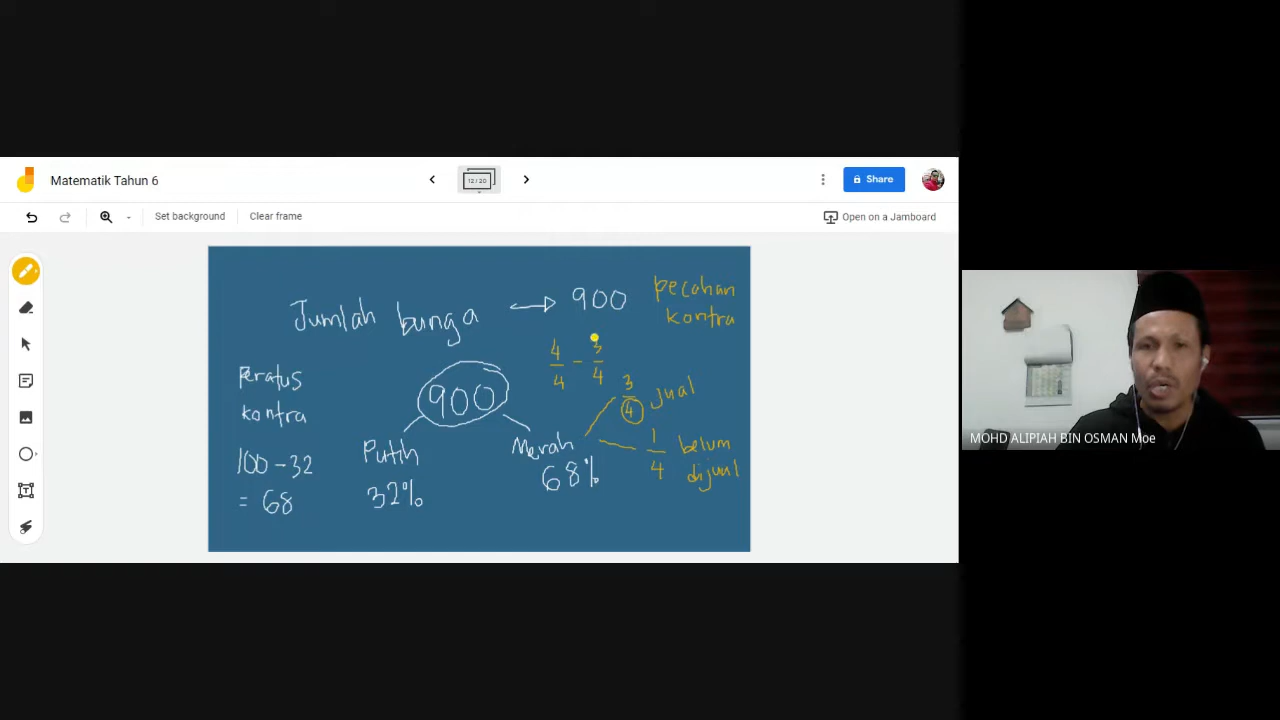 Matematik Tahun 6
12 / 20
Share
Set background
Clear frame
Open on a Jamboard
Jumlah bunga ↔ 900
pecahan
kontra
4/4 - 3/4
Peratus
kontra
100 - 32
= 68
900
Putih
32%
Merah
68%
3/4 Jual
1/4 belum
dijual
MOHD ALIPIAH BIN OSMAN Moe